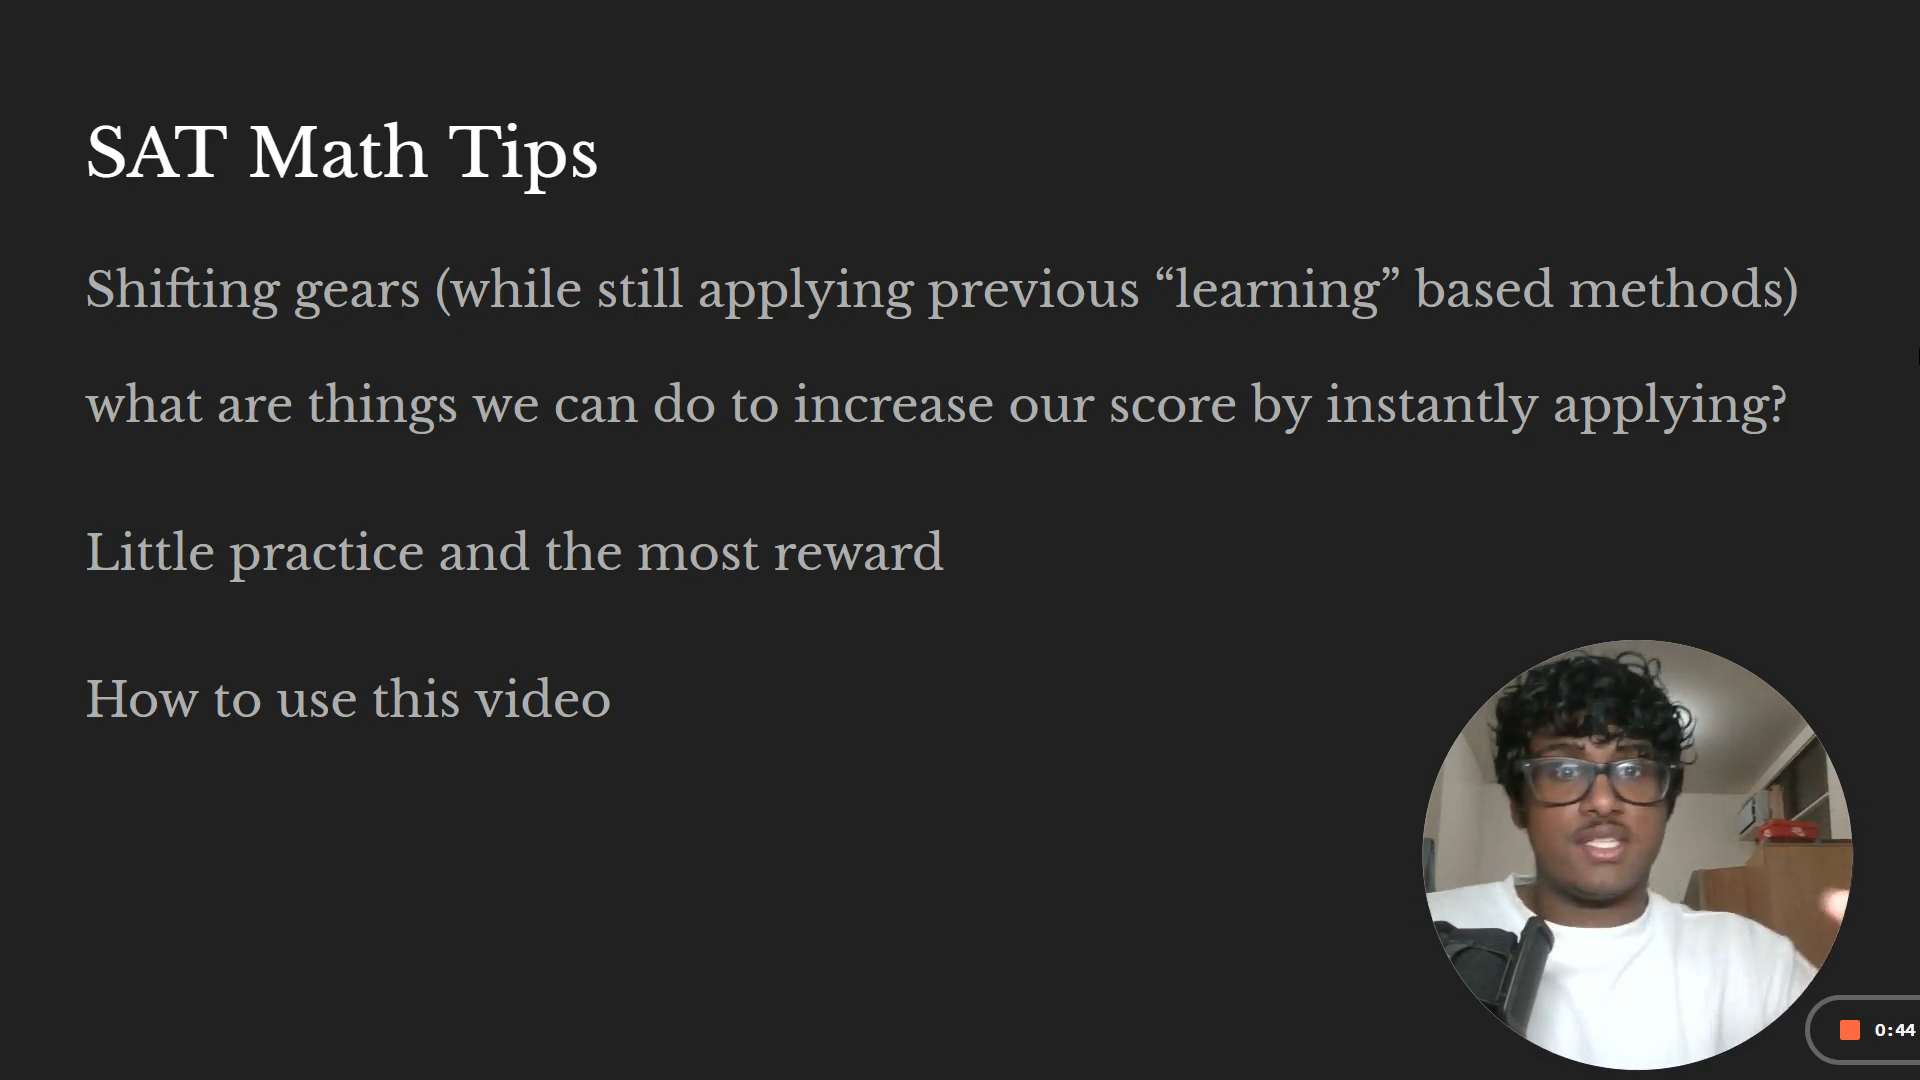 SAT Math Tips
Shifting gears (while still applying previous “learning” based methods)
what are things we can do to increase our score by instantly applying?
Little practice and the most reward
How to use this video
0:44